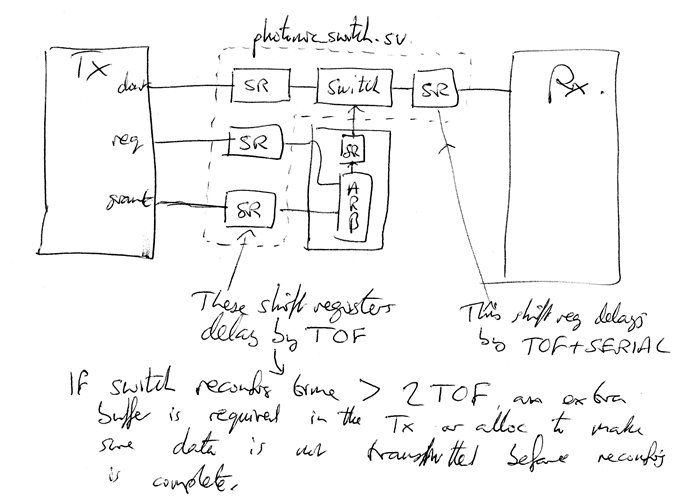 photonic_switch.sv
Tx
Rx.
data
SR
Switch
SR
req
SR
SR
grant
SR
ARB
These shift registers
delay by TOF
This shift reg delays
by TOF+SERIAL
If switch reconfig time > 2 TOF, an extra
buffer is required in the Tx or alloc to make
sure data is not transmitted before reconfig
is complete.